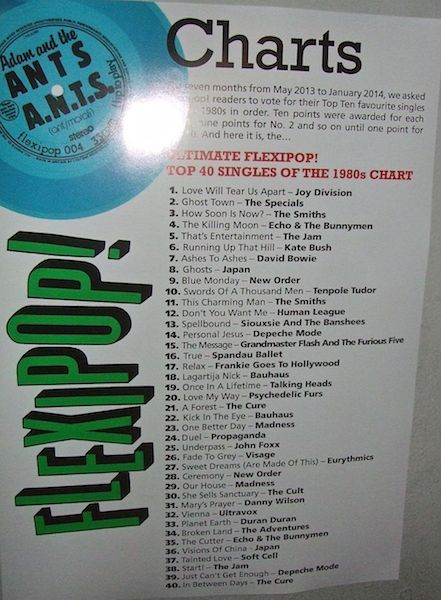 Adam and the
ANTS
A.N.T.S.
(ant/moral)
stereo
flexipop 004
33
Charts
seven months from May 2013 to January 2014, we asked
readers to vote for their Top Ten favourite singles
1980s in order. Ten points were awarded for each
nine points for No. 2 and so on until one point for
And here it is, the...
ULTIMATE FLEXIPOP!
TOP 40 SINGLES OF THE 1980s CHART
1. Love Will Tear Us Apart – Joy Division
2. Ghost Town – The Specials
3. How Soon Is Now? – The Smiths
4. The Killing Moon – Echo & The Bunnymen
5. That's Entertainment – The Jam
6. Running Up That Hill – Kate Bush
7. Ashes To Ashes – David Bowie
8. Ghosts – Japan
9. Blue Monday – New Order
10. Swords Of A Thousand Men – Tenpole Tudor
11. This Charming Man – The Smiths
12. Don't You Want Me – Human League
13. Spellbound – Siouxsie And The Banshees
14. Personal Jesus – Depeche Mode
15. The Message – Grandmaster Flash And The Furious Five
16. True – Spandau Ballet
17. Relax – Frankie Goes To Hollywood
18. Lagartija Nick – Bauhaus
19. Once In A Lifetime – Talking Heads
20. Love My Way – Psychedelic Furs
21. A Forest – The Cure
22. Kick In The Eye – Bauhaus
23. One Better Day – Madness
24. Duel – Propaganda
25. Underpass – John Foxx
26. Fade To Grey – Visage
27. Sweet Dreams (Are Made Of This) – Eurythmics
28. Ceremony – New Order
29. Our House – Madness
30. She Sells Sanctuary – The Cult
31. Mary's Prayer – Danny Wilson
32. Vienna – Ultravox
33. Planet Earth – Duran Duran
34. Broken Land – The Adventures
35. The Cutter – Echo & The Bunnymen
36. Visions Of China - Japan
37. Tainted Love – Soft Cell
38. Start! – The Jam
39. Just Can't Get Enough – Depeche Mode
40. In Between Days – The Cure
FLEXIPOP!